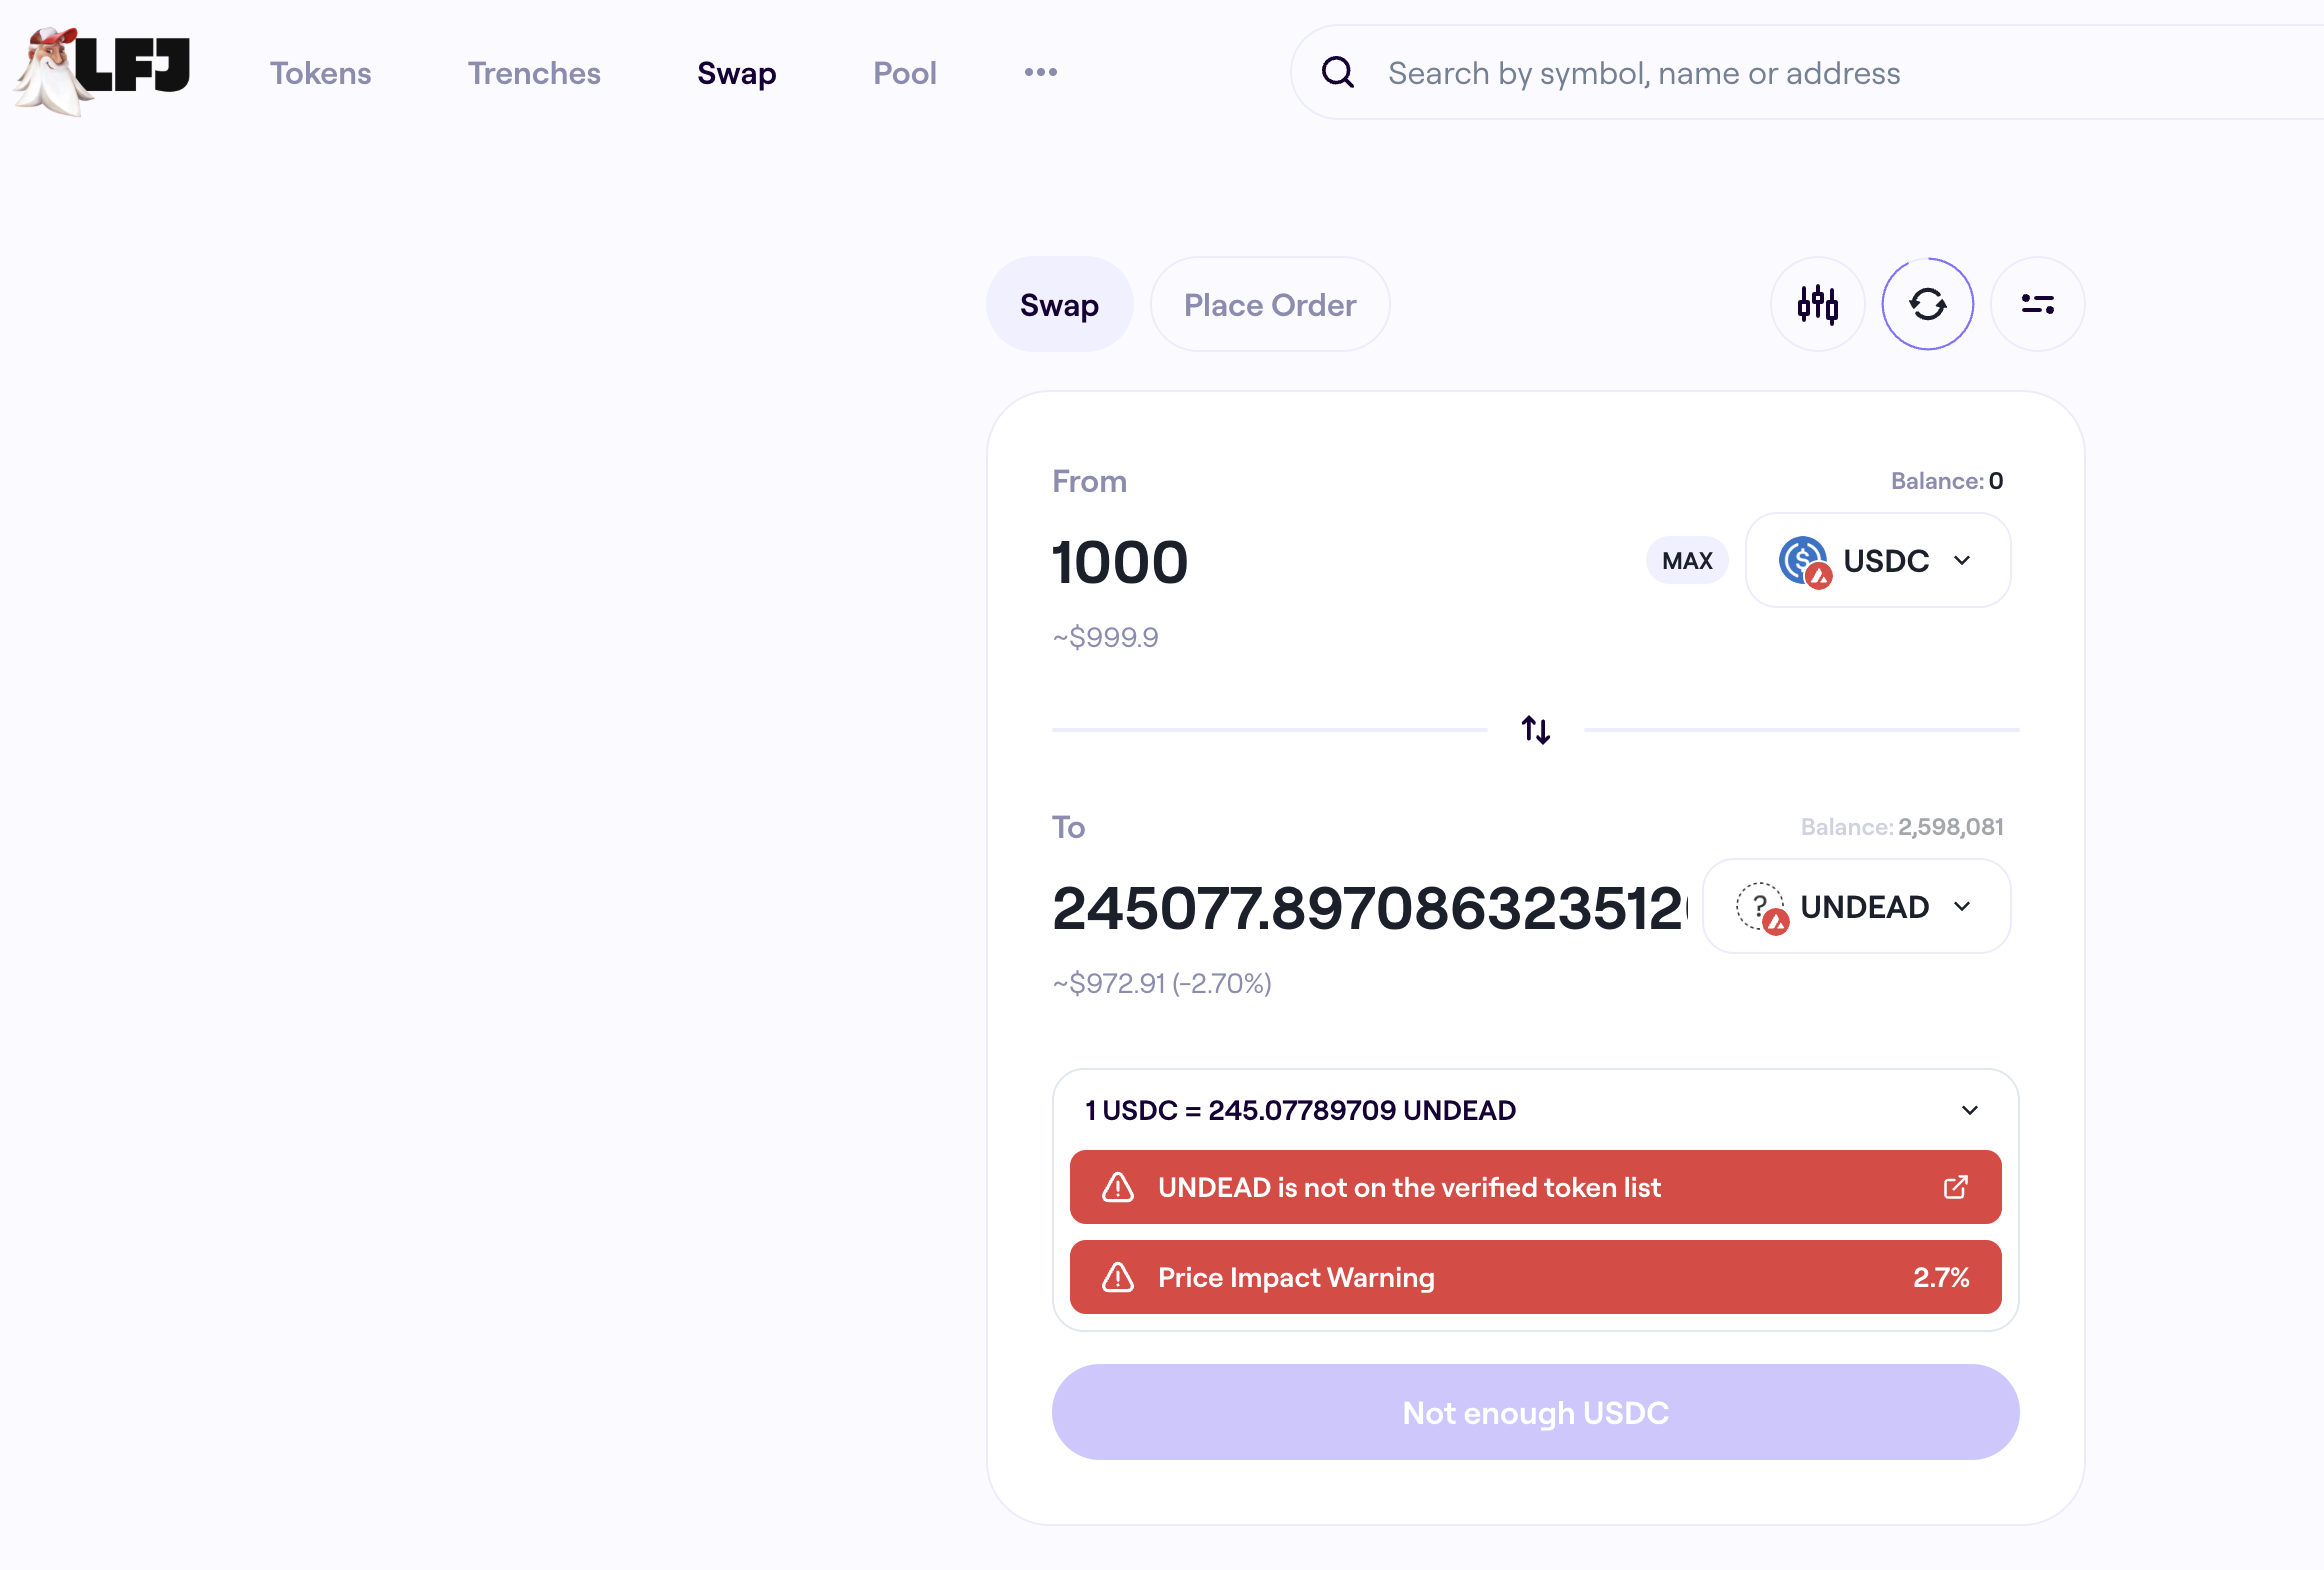 LFJ
Tokens Trenches Swap Pool
Search by symbol, name or address
Swap Place Order
From Balance: 0
1000 MAX USDC
~$999.9
To Balance: 2,598,081
245077.8970863235120 UNDEAD
~$972.91 (-2.70%)
1 USDC = 245.07789709 UNDEAD
UNDEAD is not on the verified token list
Price Impact Warning 2.7%
Not enough USDC